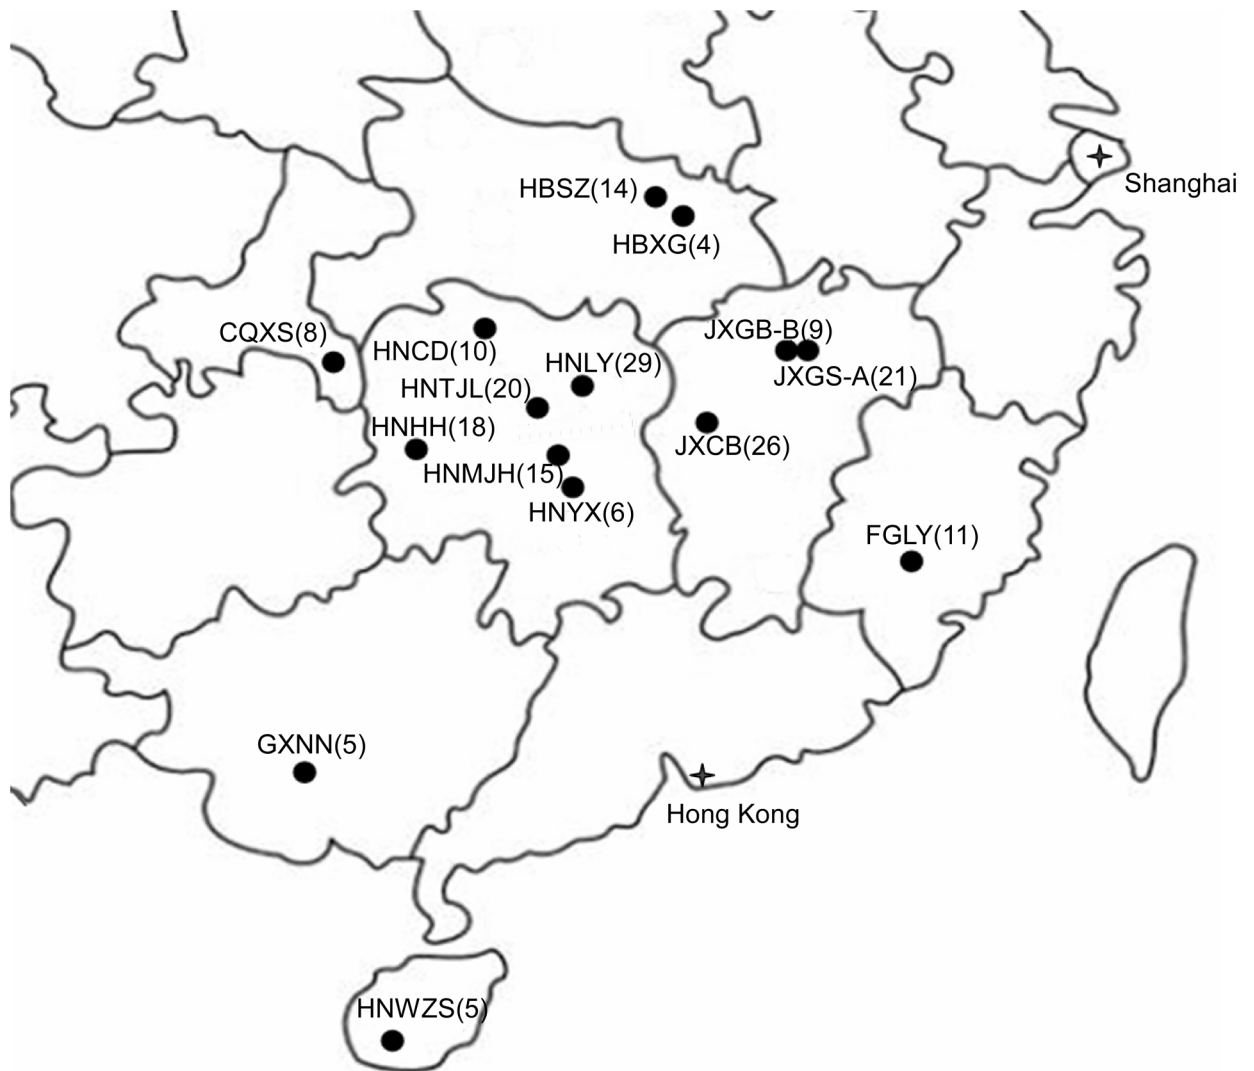 Shanghai
HBSZ(14)
HBXG(4)
CQXS(8)
JXGB-B(9)
HNCD(10)
HNLY(29)
JXGS-A(21)
HNTJL(20)
HNHH(18)
JXCB(26)
HNMJH(15)
HNYX(6)
FGLY(11)
GXNN(5)
Hong Kong
HNWZS(5)